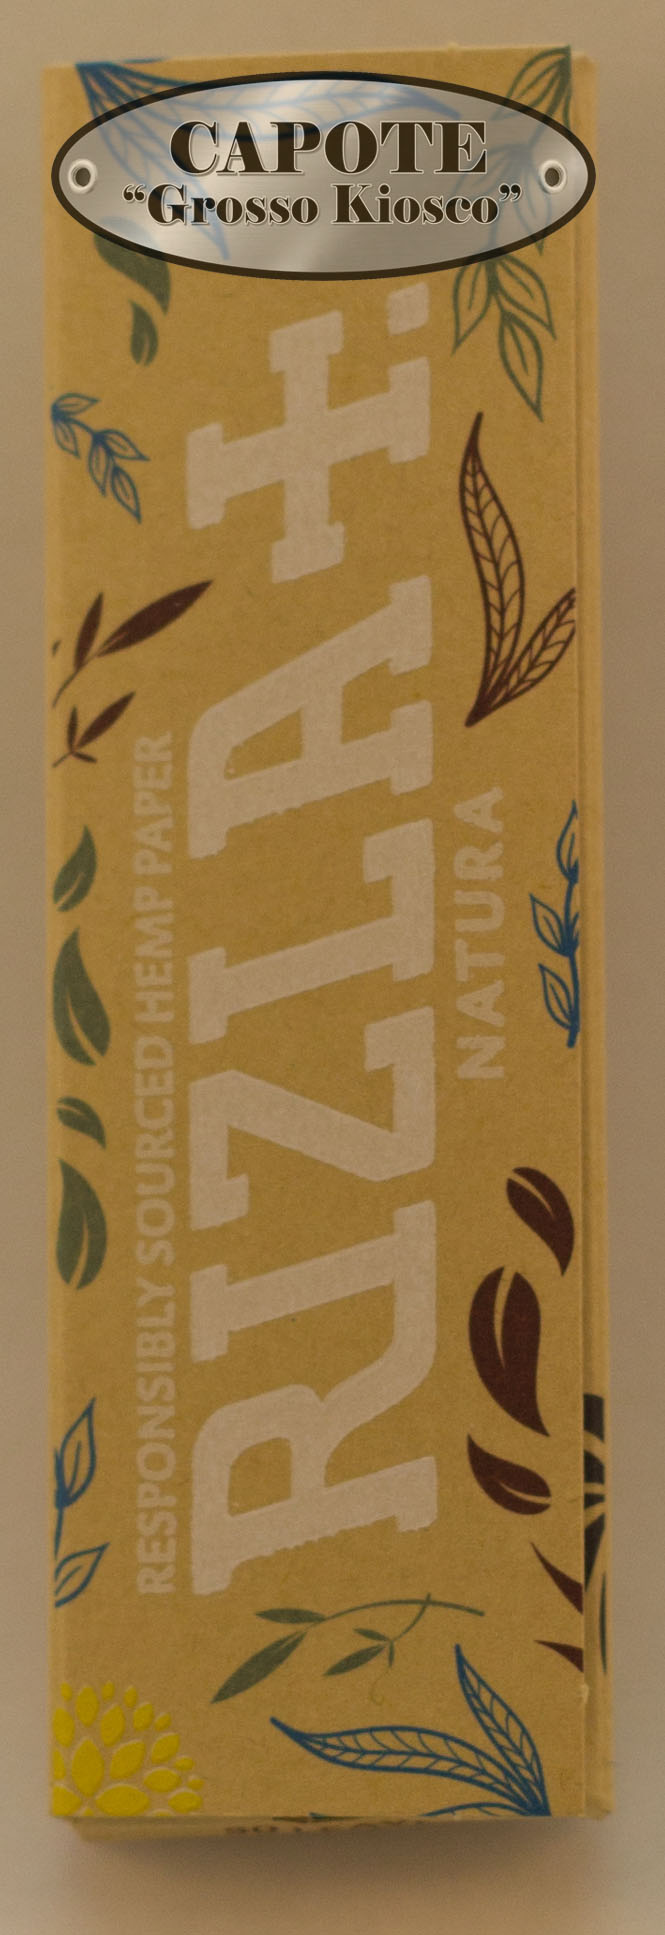 CAPOTE
“Grosso Kiosco”
RESPONSIBLY SOURCED HEMP PAPER
RIZLA+.
NATURA